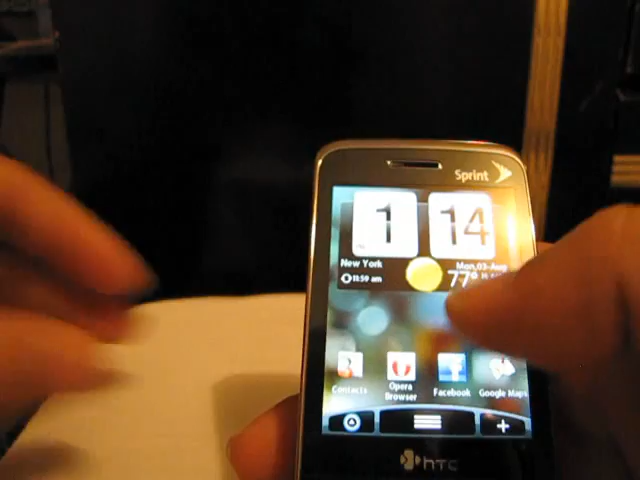 Sprint
1 14
New York
Mon, 03-Aug
11:59 am
77°
Contacts
Opera
Browser
Facebook
Google Maps
htc